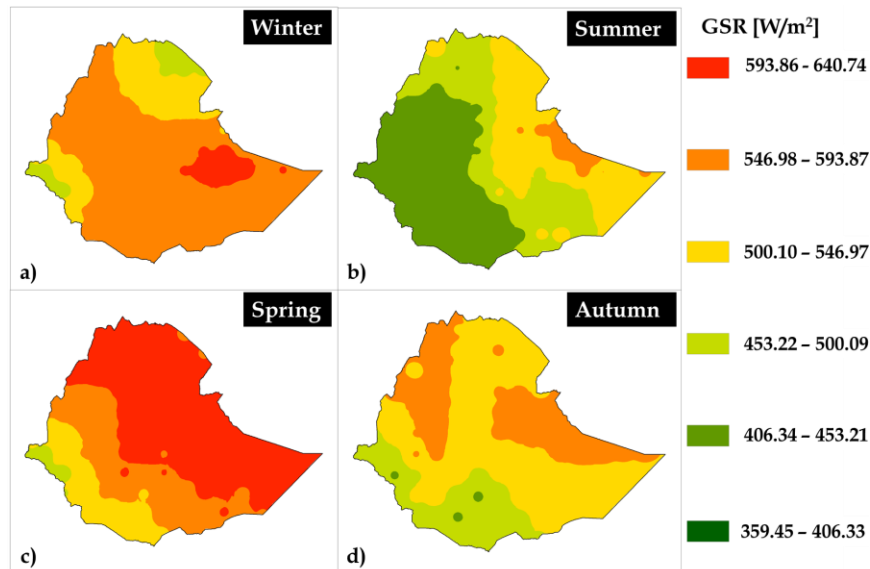 Winter
a)
Summer
b)
Spring
c)
Autumn
d)
GSR [W/m²]
593.86 - 640.74
546.98 – 593.87
500.10 – 546.97
453.22 – 500.09
406.34 – 453.21
359.45 – 406.33